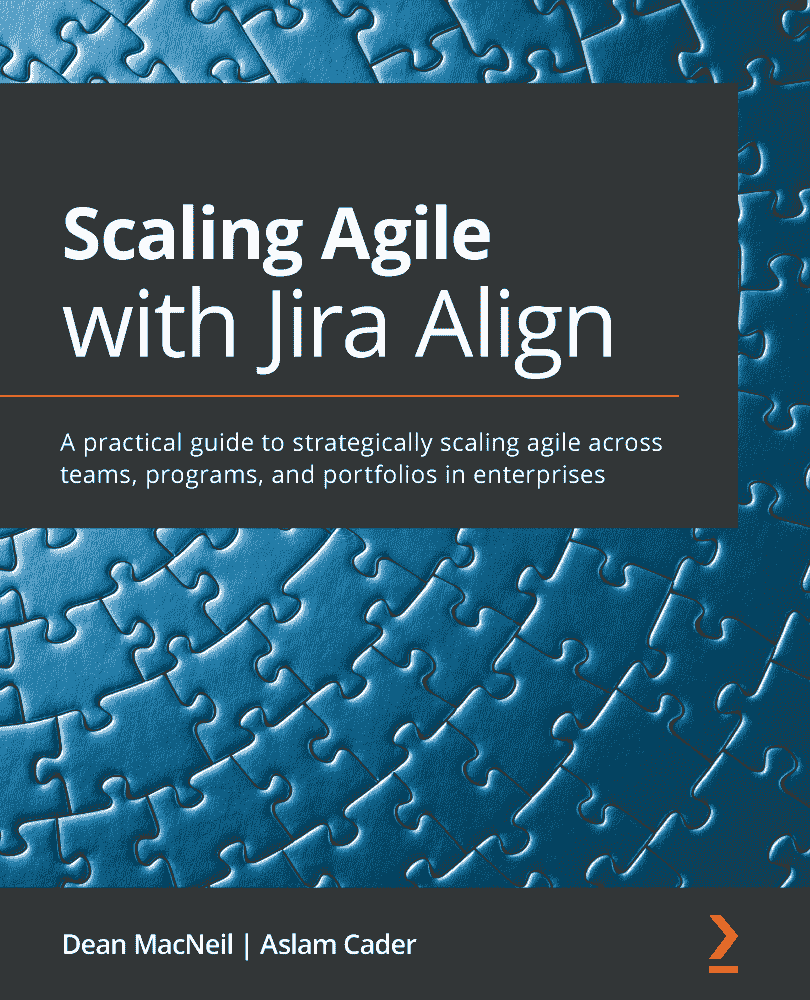 Scaling Agile
with Jira Align
A practical guide to strategically scaling agile across
teams, programs, and portfolios in enterprises
Dean MacNeil | Aslam Cader